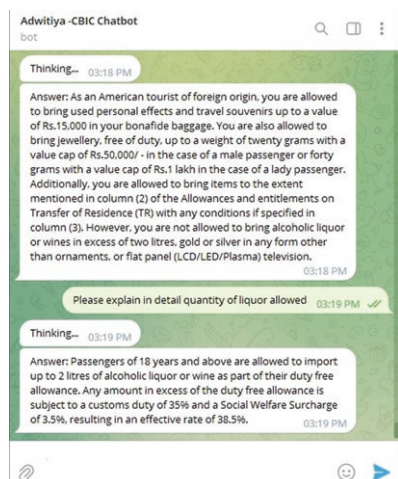 Adwitiya -CBIC Chatbot
bot
Thinking... 03:18 PM
Answer: As an American tourist of foreign origin, you are allowed
to bring used personal effects and travel souvenirs up to a value
of Rs.15,000 in your bonafide baggage. You are also allowed to
bring jewellery, free of duty, up to a weight of twenty grams with a
value cap of Rs.50,000/ - in the case of a male passenger or forty
grams with a value cap of Rs.1 lakh in the case of a lady passenger.
Additionally, you are allowed to bring items to the extent
mentioned in column (2) of the Allowances and entitlements on
Transfer of Residence (TR) with any conditions if specified in
column (3). However, you are not allowed to bring alcoholic liquor
or wines in excess of two litres, gold or silver in any form other
than ornaments, or flat panel (LCD/LED/Plasma) television.
03:18 PM
Please explain in detail quantity of liquor allowed 03:19 PM
Thinking... 03:19 PM
Answer: Passengers of 18 years and above are allowed to import
up to 2 litres of alcoholic liquor or wine as part of their duty free
allowance. Any amount in excess of the duty free allowance is
subject to a customs duty of 35% and a Social Welfare Surcharge
of 3.5%, resulting in an effective rate of 38.5%. 03:19 PM